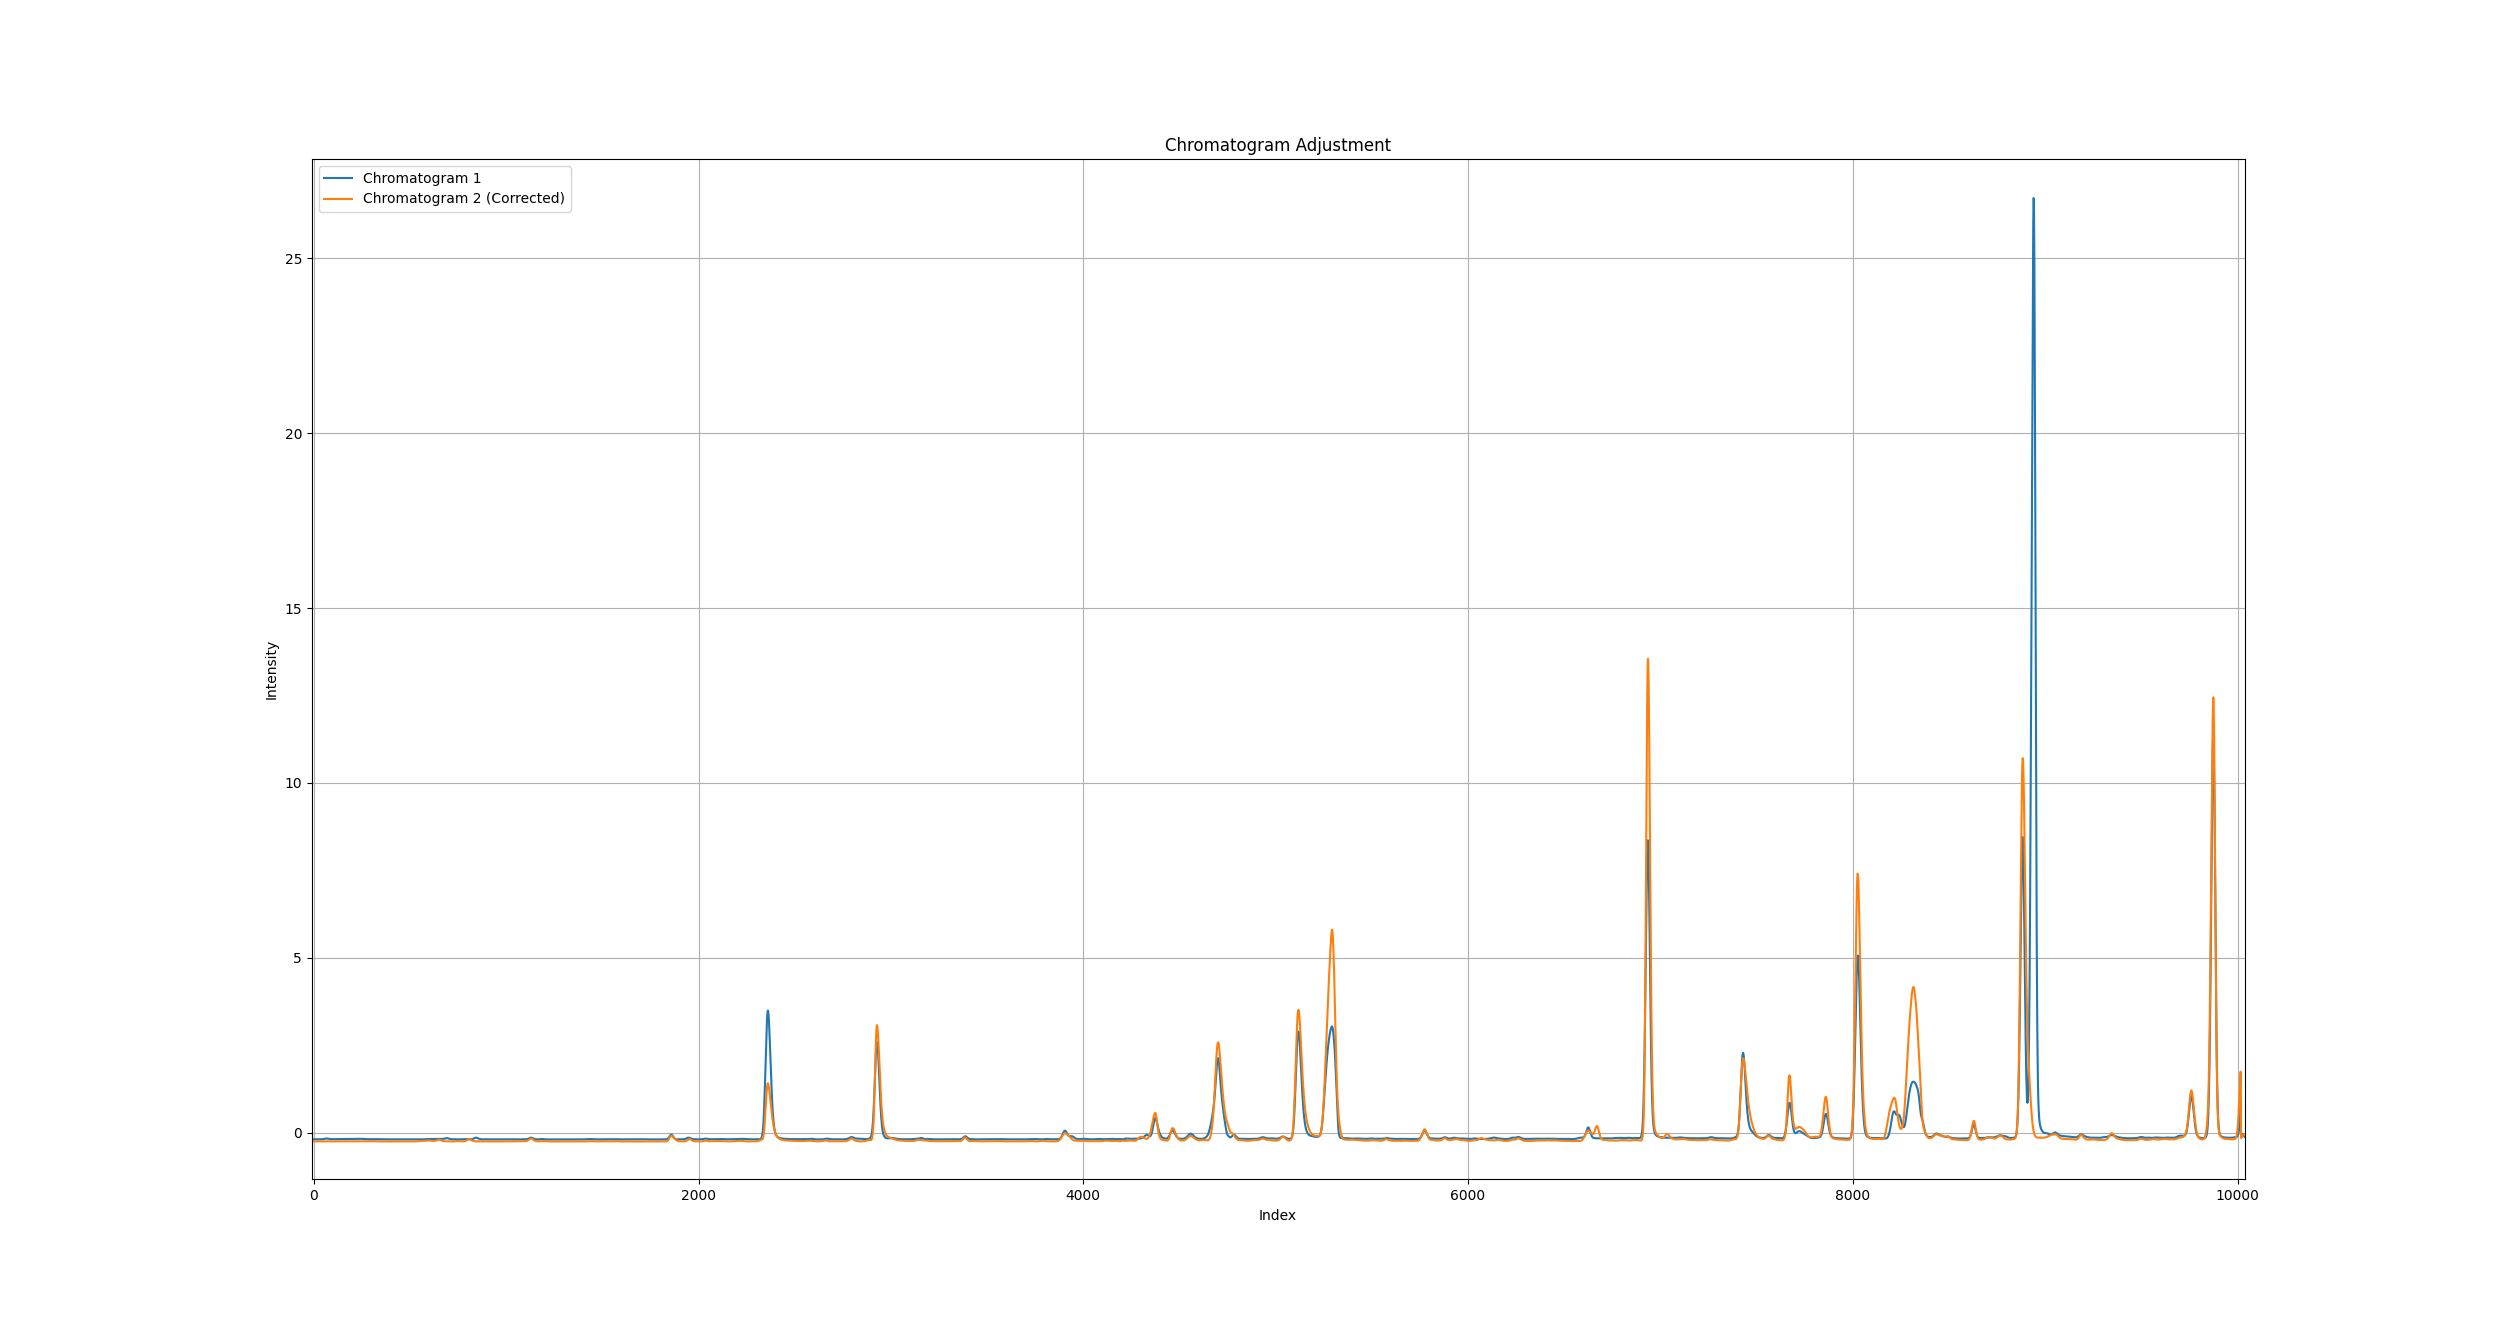 Chromatogram Adjustment
Chromatogram 1
Chromatogram 2 (Corrected)
25
20
15
10
5
0
Intensity
0 2000 4000 6000 8000 10000
Index